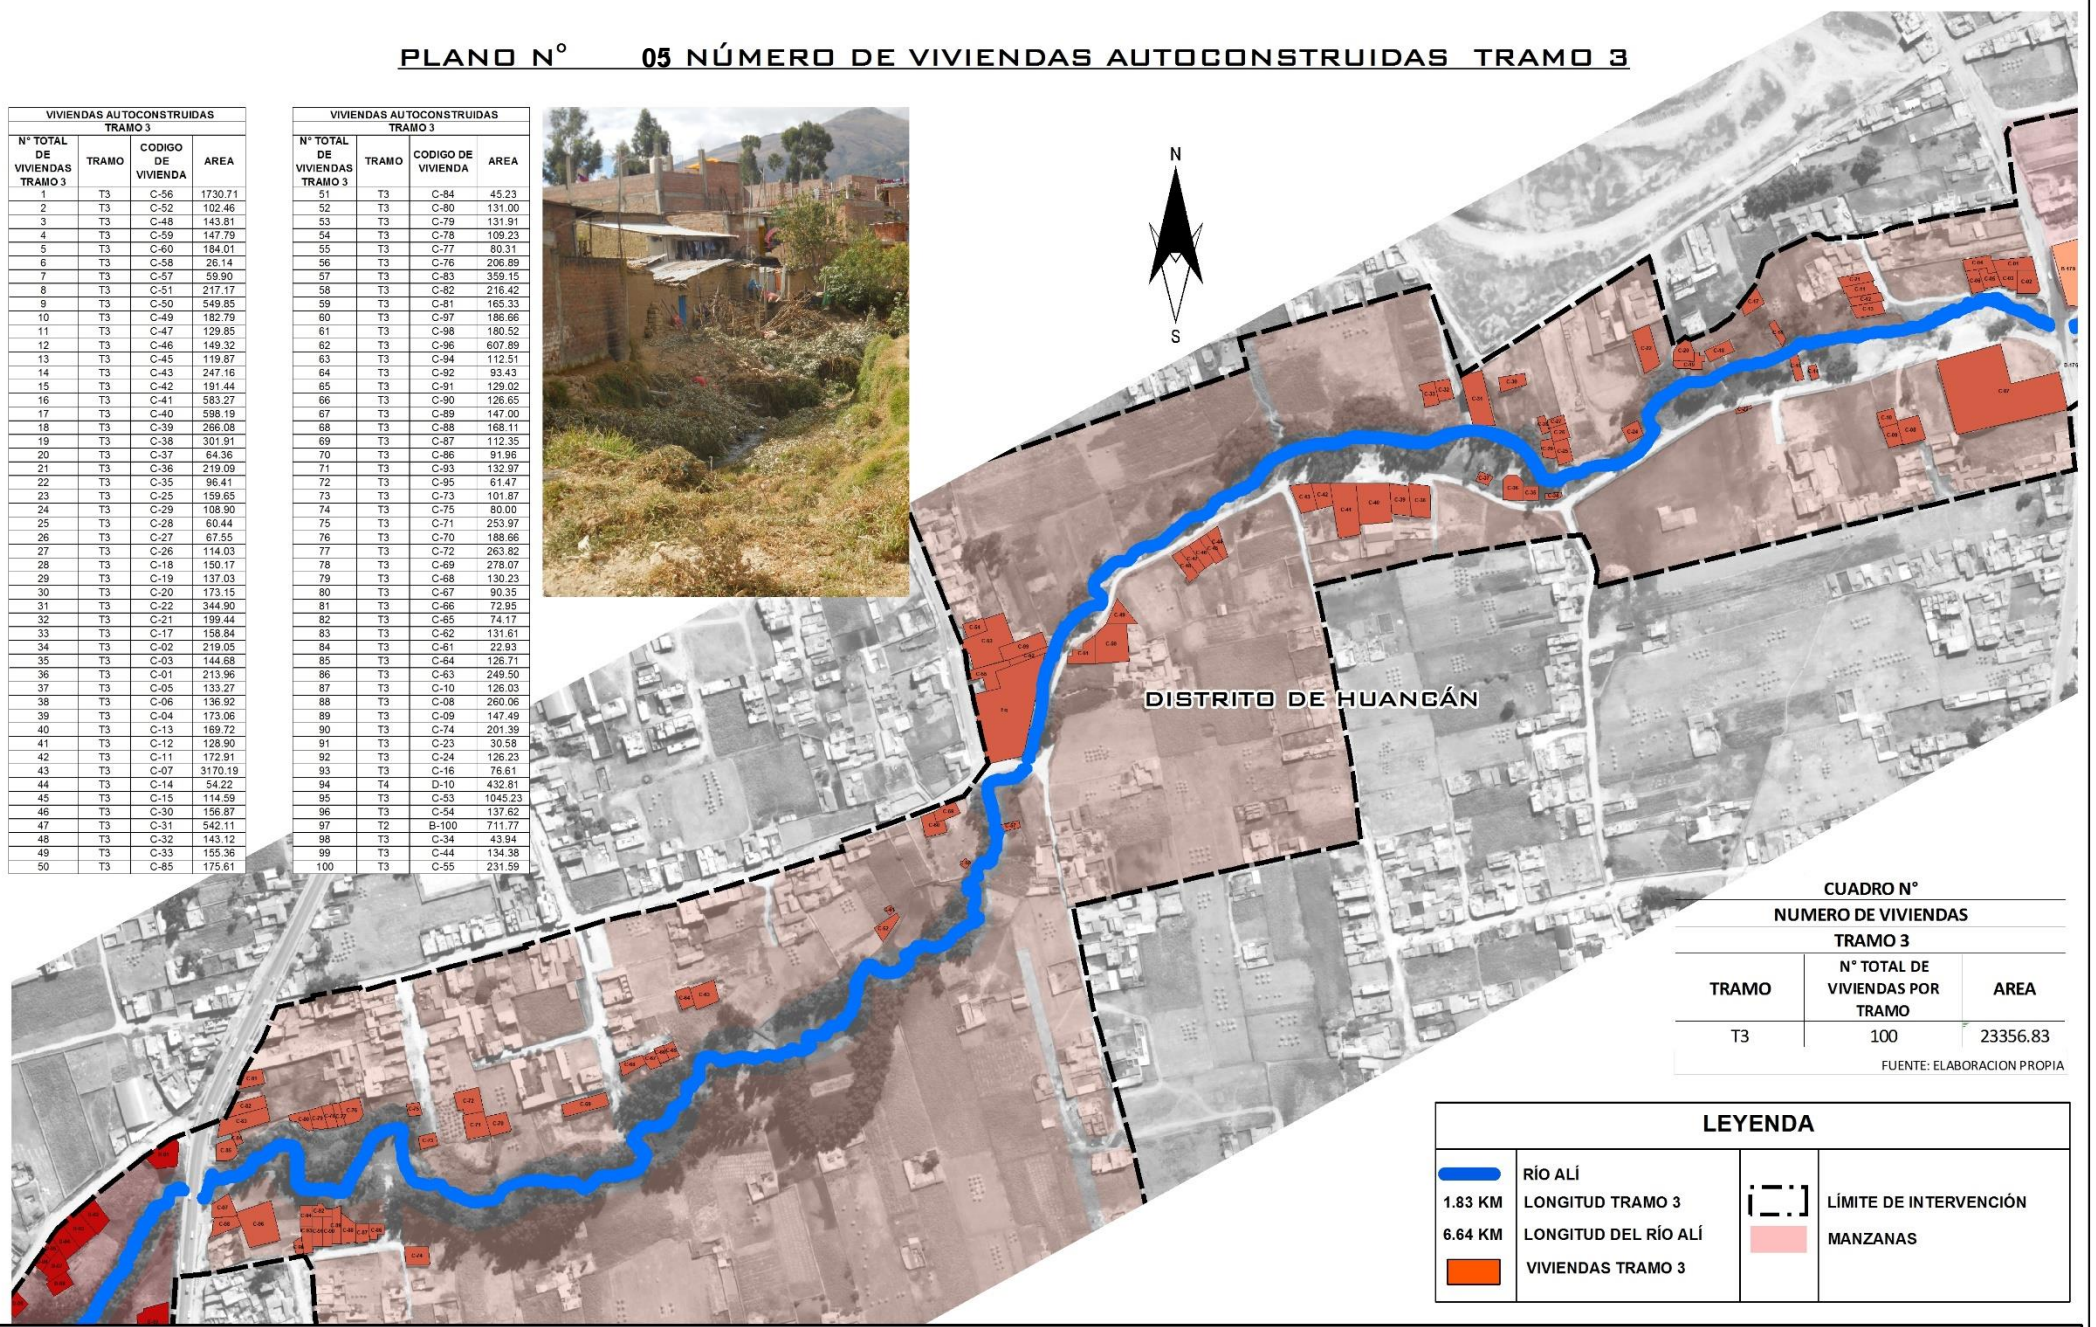 PLANO N° 05 NÚMERO DE VIVIENDAS AUTOCONSTRUIDAS TRAMO 3
VIVIENDAS AUTOCONSTRUIDAS
TRAMO 3
N° TOTAL DE VIVIENDAS TRAMO 3 TRAMO CODIGO DE VIVIENDA AREA
1 T3 C-56 1730.71
2 T3 C-52 102.46
3 T3 C-48 143.81
4 T3 C-59 147.79
5 T3 C-60 184.01
6 T3 C-58 26.14
7 T3 C-57 59.90
8 T3 C-51 217.17
9 T3 C-50 549.85
10 T3 C-49 182.79
11 T3 C-47 129.85
12 T3 C-46 149.32
13 T3 C-45 119.87
14 T3 C-43 247.16
15 T3 C-42 191.44
16 T3 C-41 583.27
17 T3 C-40 598.19
18 T3 C-39 266.08
19 T3 C-38 301.91
20 T3 C-37 64.36
21 T3 C-36 219.09
22 T3 C-35 96.41
23 T3 C-25 159.65
24 T3 C-29 108.90
25 T3 C-28 60.44
26 T3 C-27 67.55
27 T3 C-26 114.03
28 T3 C-18 150.17
29 T3 C-19 137.03
30 T3 C-20 173.15
31 T3 C-22 344.90
32 T3 C-21 199.44
33 T3 C-17 158.84
34 T3 C-02 219.05
35 T3 C-03 144.68
36 T3 C-01 213.96
37 T3 C-05 133.27
38 T3 C-06 136.92
39 T3 C-04 173.06
40 T3 C-13 169.72
41 T3 C-12 128.90
42 T3 C-11 172.91
43 T3 C-07 3170.19
44 T3 C-14 54.22
45 T3 C-15 114.59
46 T3 C-30 156.87
47 T3 C-31 542.11
48 T3 C-32 143.12
49 T3 C-33 155.36
50 T3 C-85 175.61
VIVIENDAS AUTOCONSTRUIDAS
TRAMO 3
N° TOTAL DE VIVIENDAS TRAMO 3 TRAMO CODIGO DE VIVIENDA AREA
51 T3 C-84 45.23
52 T3 C-80 131.00
53 T3 C-79 131.91
54 T3 C-78 109.23
55 T3 C-77 80.31
56 T3 C-76 206.89
57 T3 C-83 359.15
58 T3 C-82 216.42
59 T3 C-81 165.33
60 T3 C-97 186.66
61 T3 C-98 180.52
62 T3 C-96 607.89
63 T3 C-94 112.51
64 T3 C-92 93.43
65 T3 C-91 129.02
66 T3 C-90 126.65
67 T3 C-89 147.00
68 T3 C-88 168.11
69 T3 C-87 112.35
70 T3 C-86 91.96
71 T3 C-93 132.97
72 T3 C-95 61.47
73 T3 C-73 101.87
74 T3 C-75 80.00
75 T3 C-71 253.97
76 T3 C-70 188.66
77 T3 C-72 263.82
78 T3 C-69 278.07
79 T3 C-68 130.23
80 T3 C-67 90.35
81 T3 C-66 72.95
82 T3 C-65 74.17
83 T3 C-62 131.61
84 T3 C-61 22.93
85 T3 C-64 126.71
86 T3 C-63 249.50
87 T3 C-10 126.03
88 T3 C-08 260.06
89 T3 C-09 147.49
90 T3 C-74 201.39
91 T3 C-23 30.58
92 T3 C-24 126.23
93 T3 C-16 76.61
94 T4 D-10 432.81
95 T3 C-53 1045.23
96 T3 C-54 137.62
97 T2 B-100 711.77
98 T3 C-34 43.94
99 T3 C-44 134.38
100 T3 C-55 231.59
N
S
DISTRITO DE HUANCÁN
CUADRO N°
NUMERO DE VIVIENDAS
TRAMO 3
TRAMO N° TOTAL DE VIVIENDAS POR TRAMO AREA
T3 100 23356.83
FUENTE: ELABORACION PROPIA
LEYENDA
RÍO ALÍ
1.83 KM LONGITUD TRAMO 3
6.64 KM LONGITUD DEL RÍO ALÍ
VIVIENDAS TRAMO 3
LÍMITE DE INTERVENCIÓN
MANZANAS